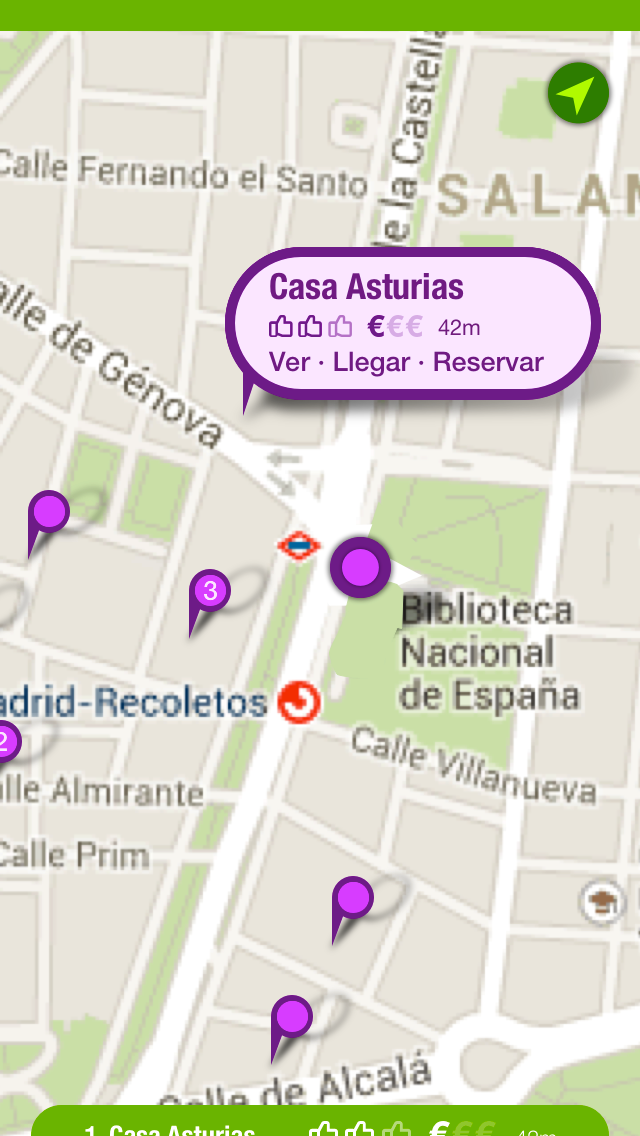 de la Castella
Calle Fernando el Santo
SALAM
Casa Asturias
€€€ 42m
Ver · Llegar · Reservar
alle de Génova
3
Biblioteca
Nacional
de España
adrid-Recoletos
2
Calle Villanueva
alle Almirante
Calle Prim
Calle de Alcalá
1 Casa Asturias €€€ 42m